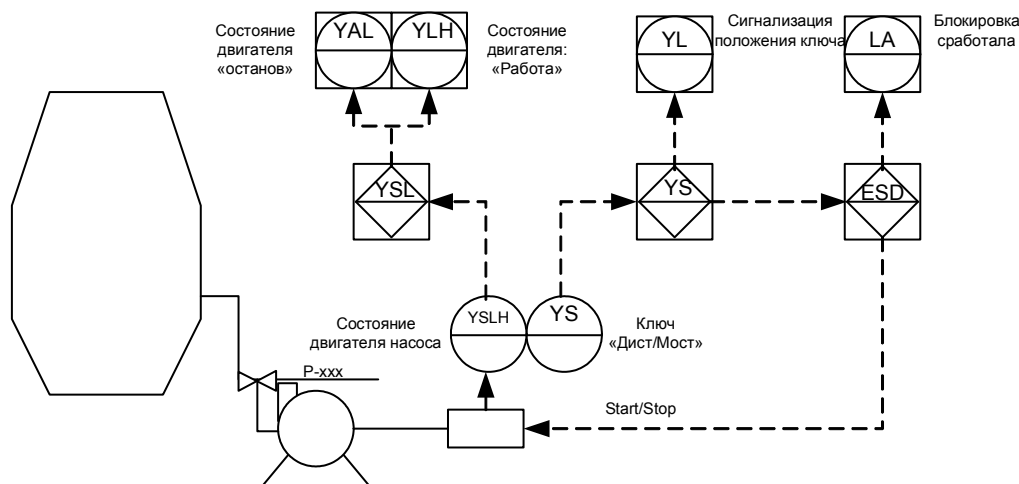 Состояние
двигателя
«останов»
YAL
YLH
Состояние
двигателя:
«Работа»
YL
Сигнализация
положения ключа
LA
Блокировка
сработала
YSL
YS
ESD
Состояние
двигателя насоса
YSLH
YS
Ключ
«Дист/Мост»
P-xxx
Start/Stop